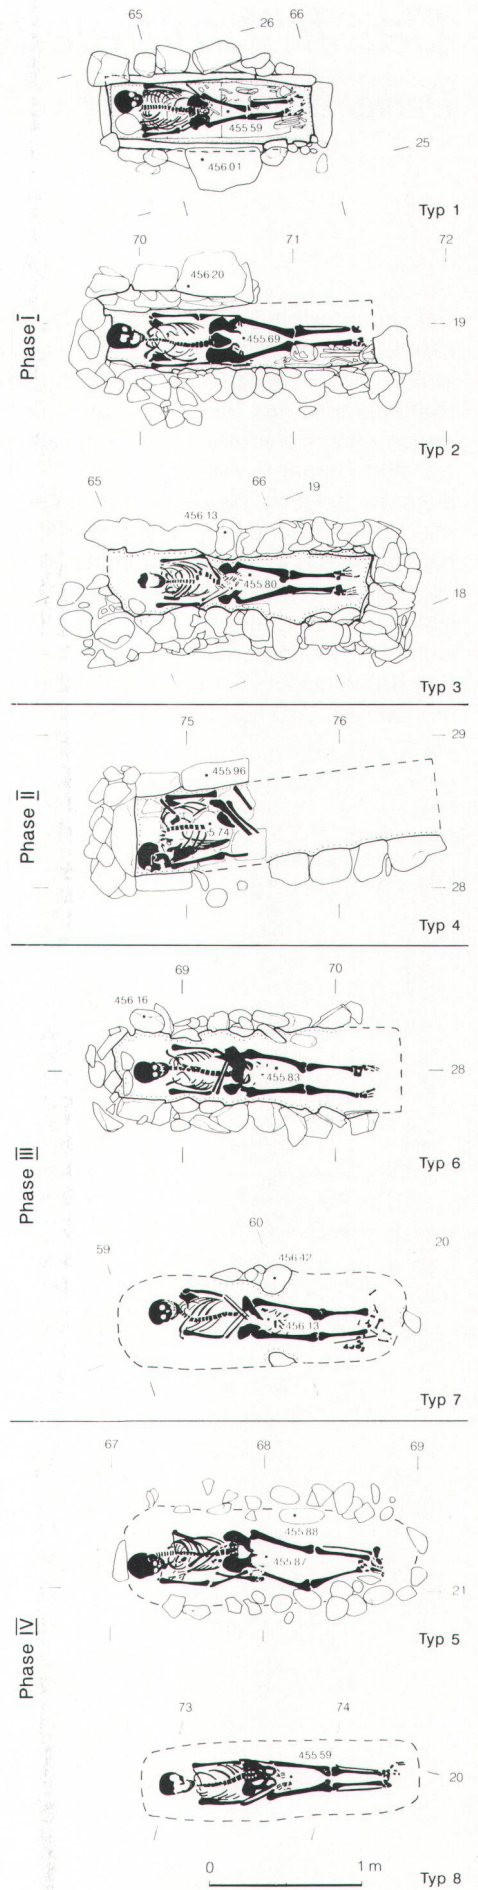 65 66
26
455.59
25
456.01
Typ 1
70 71 72
456.20
Phase I
19
455.69
Typ 2
65 66 19
456.13
455.80
18
Typ 3
75 76 29
455.96
Phase II
5.74
28
Typ 4
69 70
456.16
455.83 28
Typ 6
Phase III
60 20
59
456.42
456.13
Typ 7
67 68 69
455.88
455.87
21
Phase IV
Typ 5
73 74
455.59
20
0 1 m
Typ 8